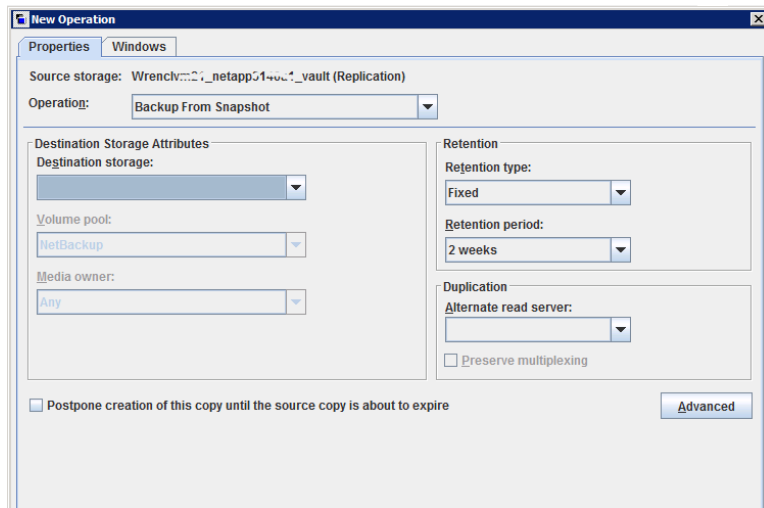 New Operation
Properties
Windows
Source storage: (Replication)
Operation:
Backup From Snapshot
Destination Storage Attributes
Destination storage:
Volume pool:
NetBackup
Media owner:
Any
Retention
Retention type:
Fixed
Retention period:
2 weeks
Duplication
Alternate read server:
Preserve multiplexing
Postpone creation of this copy until the source copy is about to expire
Advanced